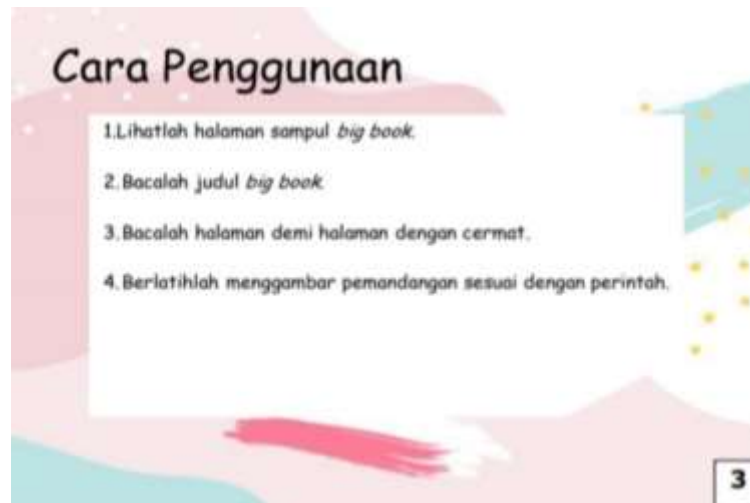 Cara Penggunaan
1.Lihatlah halaman sampul big book.
2.Bacalah judul big book.
3.Bacalah halaman demi halaman dengan cermat.
4.Berlatihlah menggambar pemandangan sesuai dengan perintah.
3